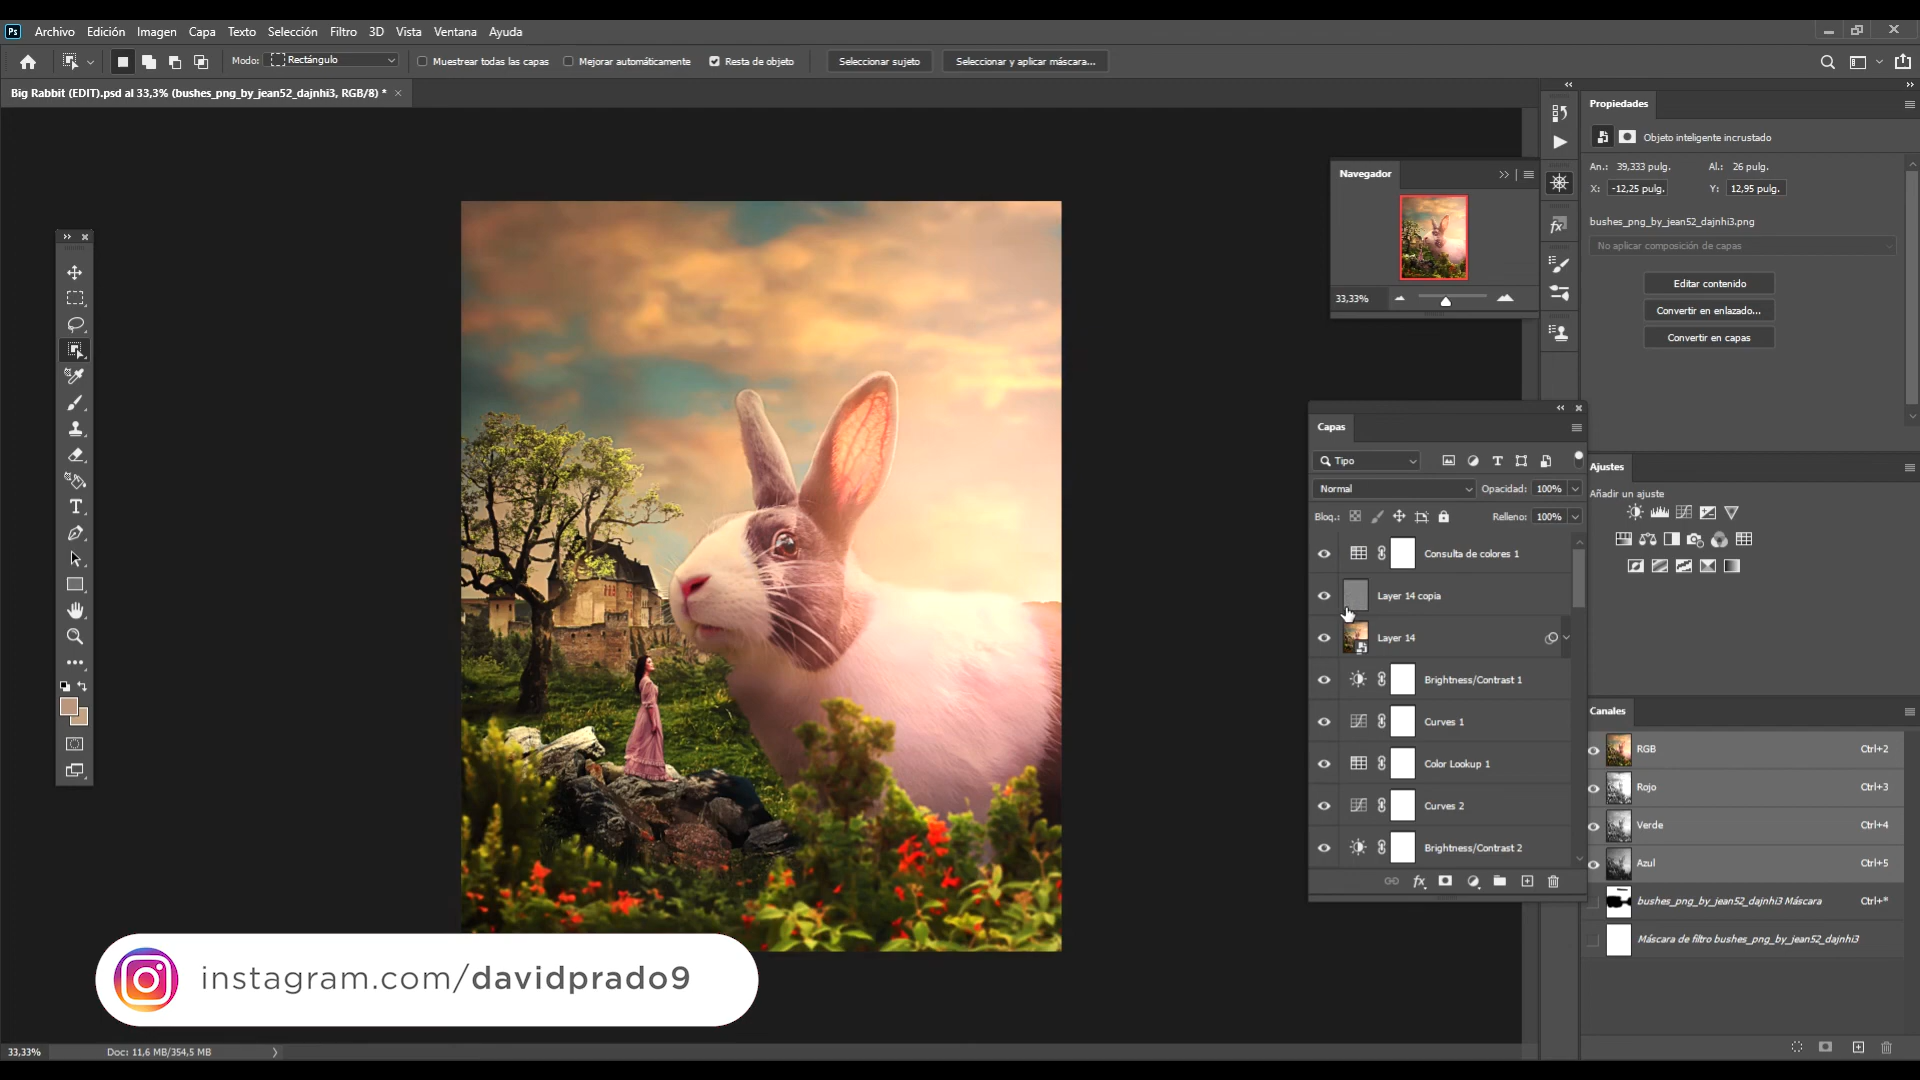 Ps Archivo Edición Imagen Capa Texto Selección Filtro 3D Vista Ventana Ayuda
Modo: Rectángulo Muestrear todas las capas Mejorar automáticamente Resta de objeto Seleccionar sujeto Seleccionar y aplicar máscara...
Big Rabbit (EDIT).psd al 33,3% (bushes_png_by_jean52_dajnhi3, RGB/8) *
Propiedades
Objeto inteligente incrustado
An.: 39,333 pulg. Al.: 26 pulg.
X: -12,25 pulg. Y: 12,95 pulg.
bushes_png_by_jean52_dajnhi3.png
No aplicar composición de capas
Editar contenido
Convertir en enlazado...
Convertir en capas
Navegador
33,33%
Capas
Tipo
Normal Opacidad: 100%
Bloq.: Relleno: 100%
Consulta de colores 1
Layer 14 copia
Layer 14
Brightness/Contrast 1
Curves 1
Color Lookup 1
Curves 2
Brightness/Contrast 2
fx
Ajustes
Añadir un ajuste
Canales
RGB Ctrl+2
Rojo Ctrl+3
Verde Ctrl+4
Azul Ctrl+5
bushes_png_by_jean52_dajnhi3 Máscara Ctrl+*
Máscara de filtro bushes_png_by_jean52_dajnhi3
instagram.com/davidprado9
33,33% Doc: 11,6 MB/354,5 MB